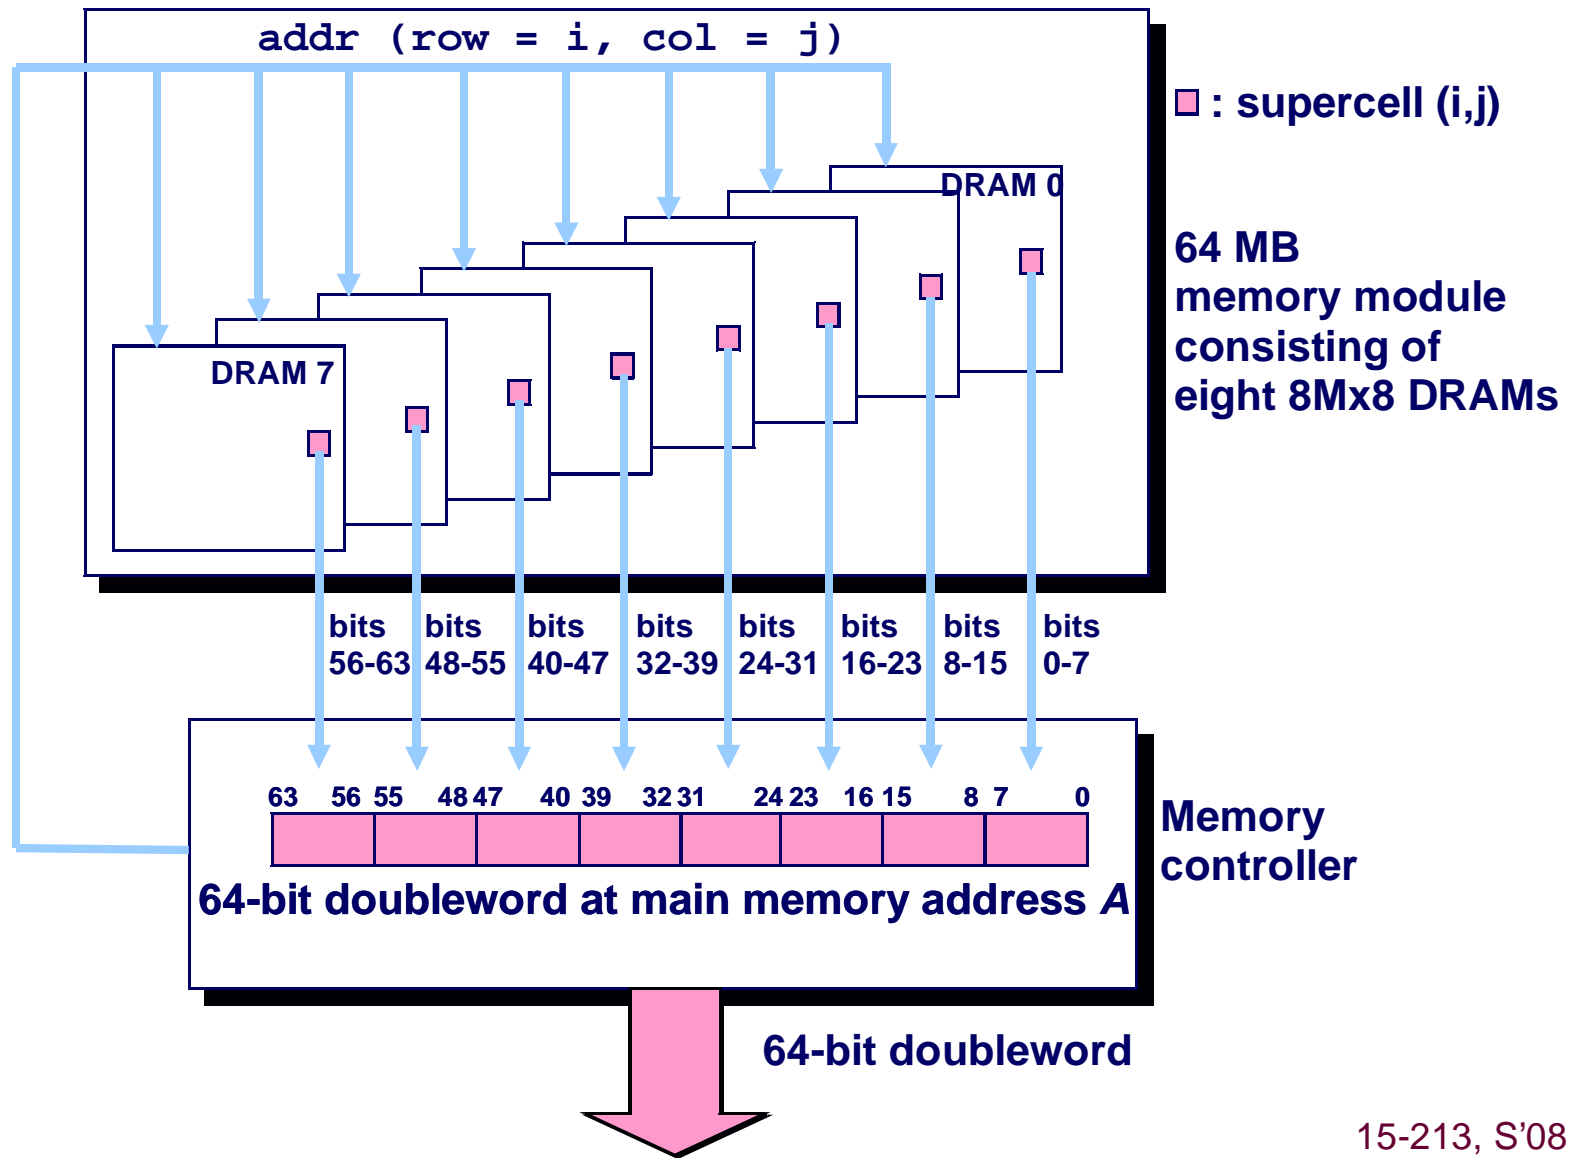 addr (row = i, col = j)
: supercell (i,j)
DRAM 0
64 MB
memory module
consisting of
eight 8Mx8 DRAMs
DRAM 7
bits
56-63
bits
48-55
bits
40-47
bits
32-39
bits
24-31
bits
16-23
bits
8-15
bits
0-7
63 56 55 48 47 40 39 32 31 24 23 16 15 8 7 0
64-bit doubleword at main memory address A
Memory
controller
64-bit doubleword
15-213, S’08